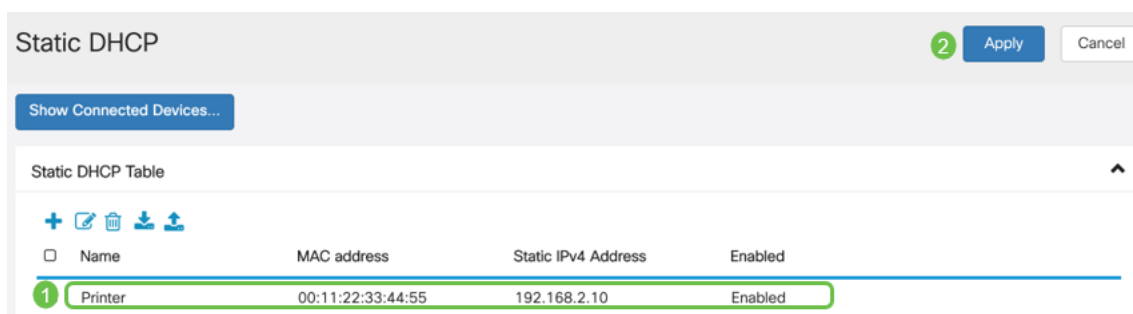 Static DHCP
2 Apply Cancel
Show Connected Devices...
Static DHCP Table
Name MAC address Static IPv4 Address Enabled
1 Printer 00:11:22:33:44:55 192.168.2.10 Enabled